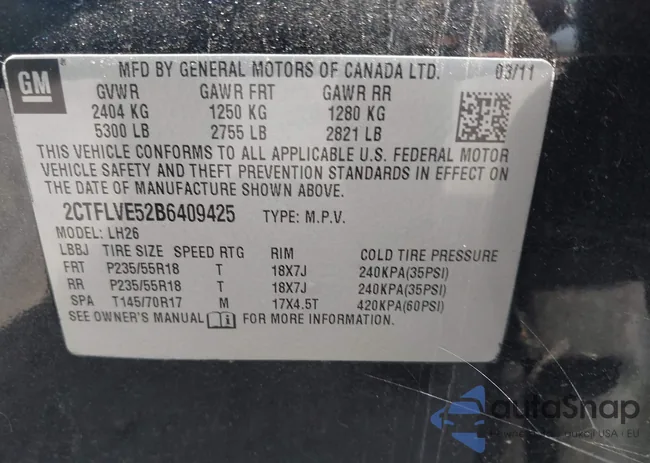 GM
MFD BY GENERAL MOTORS OF CANADA LTD. 03/11
GVWR GAWR FRT GAWR RR
2404 KG 1250 KG 1280 KG
5300 LB 2755 LB 2821 LB
THIS VEHICLE CONFORMS TO ALL APPLICABLE U.S. FEDERAL MOTOR
VEHICLE SAFETY AND THEFT PREVENTION STANDARDS IN EFFECT ON
THE DATE OF MANUFACTURE SHOWN ABOVE.
2CTFLVE52B6409425 TYPE: M.P.V.
MODEL: LH26
LBBJ TIRE SIZE SPEED RTG RIM COLD TIRE PRESSURE
FRT P235/55R18 T 18X7J 240KPA(35PSI)
RR P235/55R18 T 18X7J 240KPA(35PSI)
SPA T145/70R17 M 17X4.5T 420KPA(60PSI)
SEE OWNER'S MANUAL i FOR MORE INFORMATION.
autoSnap
USA i EU